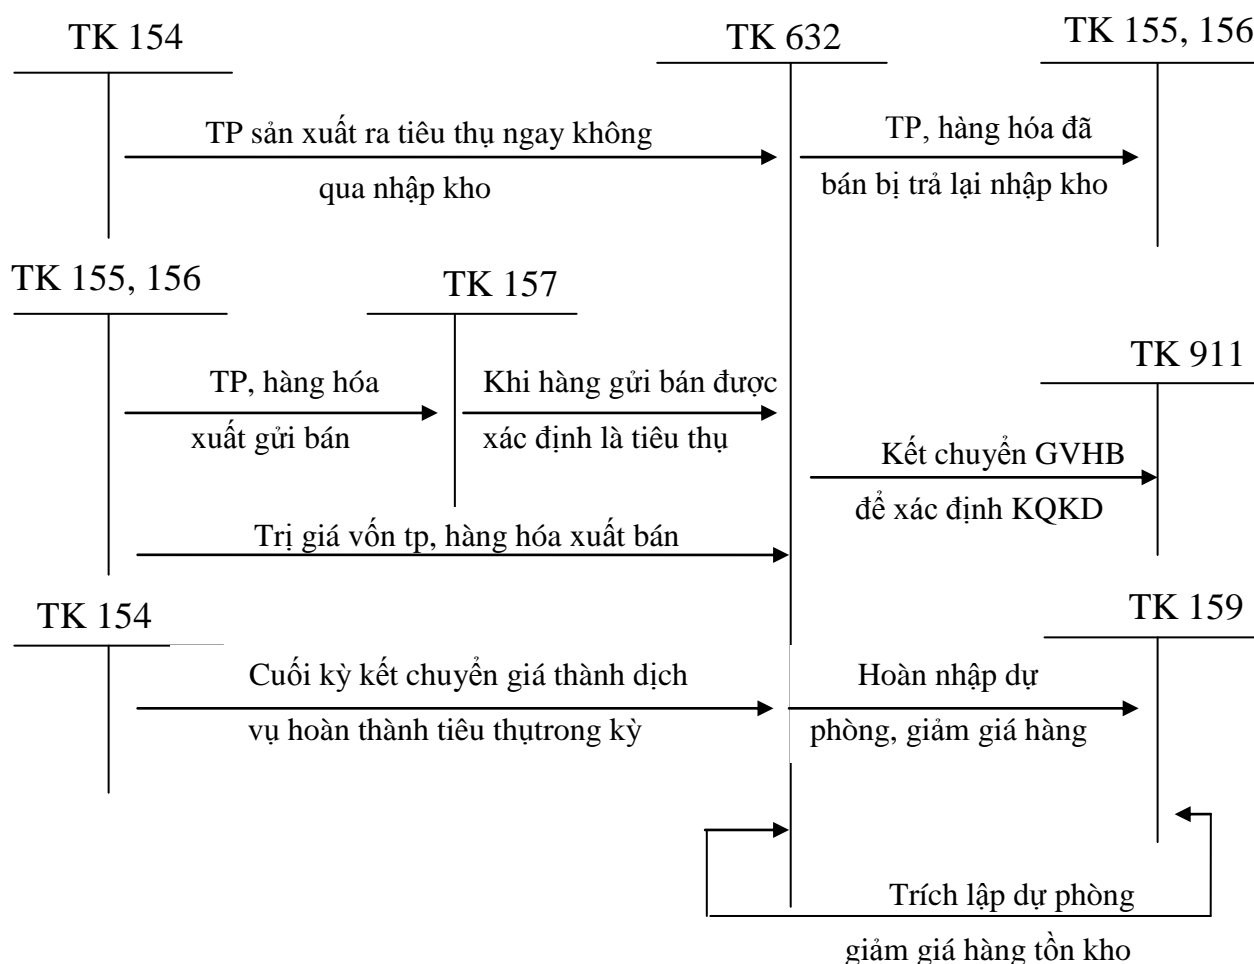 TK 154
TK 632
TK 155, 156
TP sản xuất ra tiêu thụ ngay không
qua nhập kho
TP, hàng hóa đã
bán bị trả lại nhập kho
TK 155, 156
TK 157
TK 911
TP, hàng hóa
xuất gửi bán
Khi hàng gửi bán được
xác định là tiêu thụ
Kết chuyển GVHB
để xác định KQKD
Trị giá vốn tp, hàng hóa xuất bán
TK 154
TK 159
Cuối kỳ kết chuyển giá thành dịch
vụ hoàn thành tiêu thụtrong kỳ
Hoàn nhập dự
phòng, giảm giá hàng
Trích lập dự phòng
giảm giá hàng tồn kho